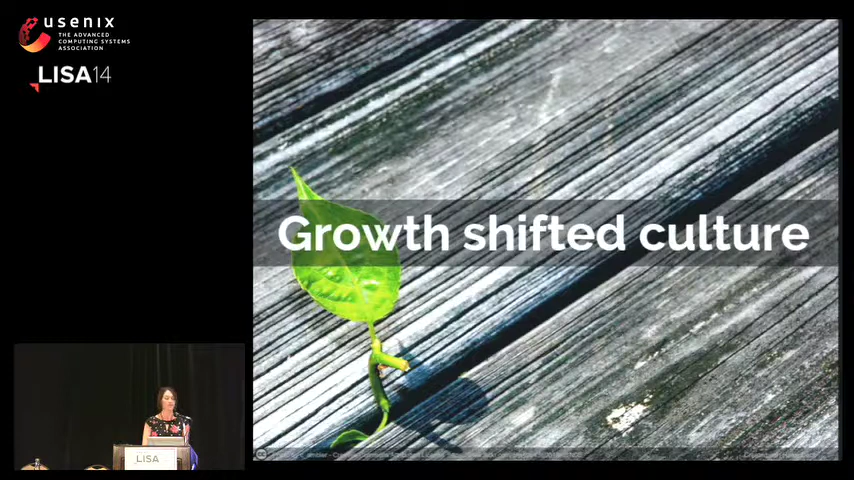 usenix
THE ADVANCED
COMPUTING SYSTEMS
ASSOCIATION
LISA14
Growth shifted culture
LISA